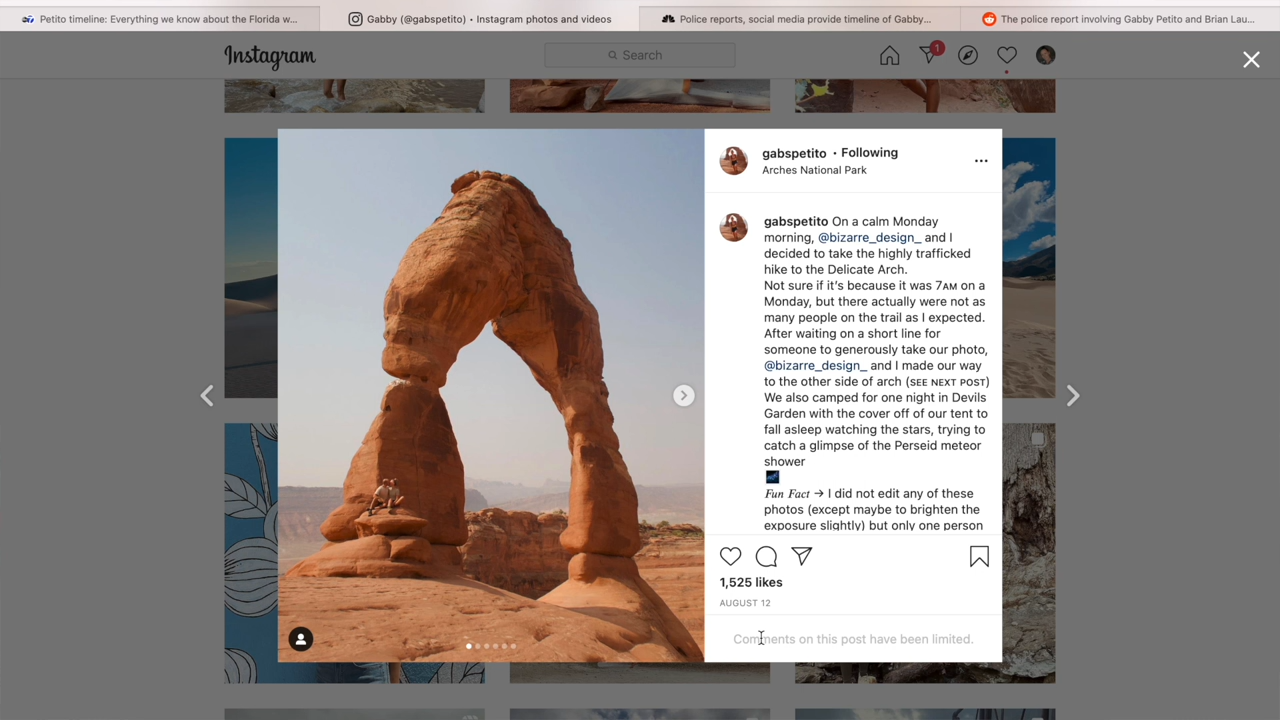 Petito timeline: Everything we know about the Florida w...
Gabby (@gabspetito) • Instagram photos and videos
Police reports, social media provide timeline of Gabby...
The police report involving Gabby Petito and Brian Lau...
Instagram
Search
1
gabspetito • Following
Arches National Park
gabspetito On a calm Monday
morning, @bizarre_design_ and I
decided to take the highly trafficked
hike to the Delicate Arch.
Not sure if it's because it was 7ᴀᴍ on a
Monday, but there actually were not as
many people on the trail as I expected.
After waiting on a short line for
someone to generously take our photo,
@bizarre_design_ and I made our way
to the other side of arch (sᴇᴇ ɴᴇxᴛ ᴘᴏsᴛ)
We also camped for one night in Devils
Garden with the cover off of our tent to
fall asleep watching the stars, trying to
catch a glimpse of the Perseid meteor
shower
🌌
𝐹𝑢𝑛 𝐹𝑎𝑐𝑡 → I did not edit any of these
photos (except maybe to brighten the
exposure slightly) but only one person
1,525 likes
AUGUST 12
Comments on this post have been limited.